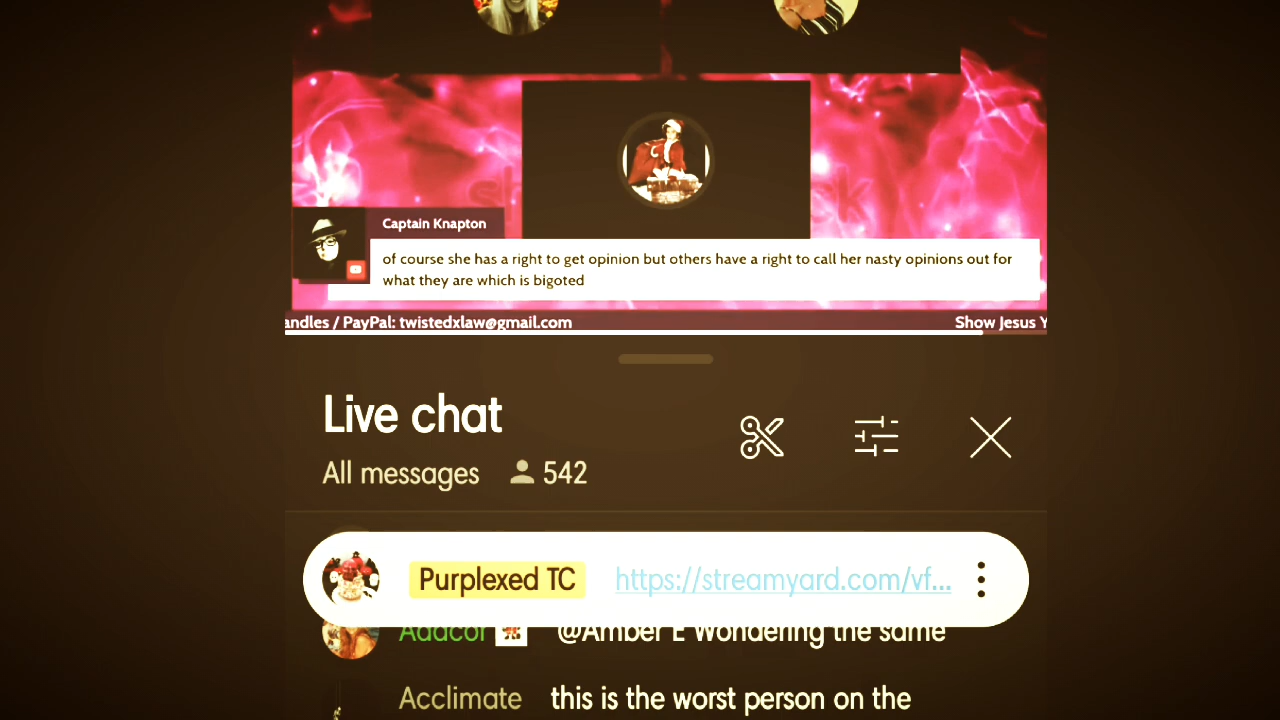 Captain Knapton
of course she has a right to get opinion but others have a right to call her nasty opinions out for
what they are which is bigoted
andles / PayPal: twistedxlaw@gmail.com Show Jesus Y
Live chat
All messages 542
Purplexed TC https://streamyard.com/vf...
Adacor @Amber E Wondering the same
Acclimate this is the worst person on the